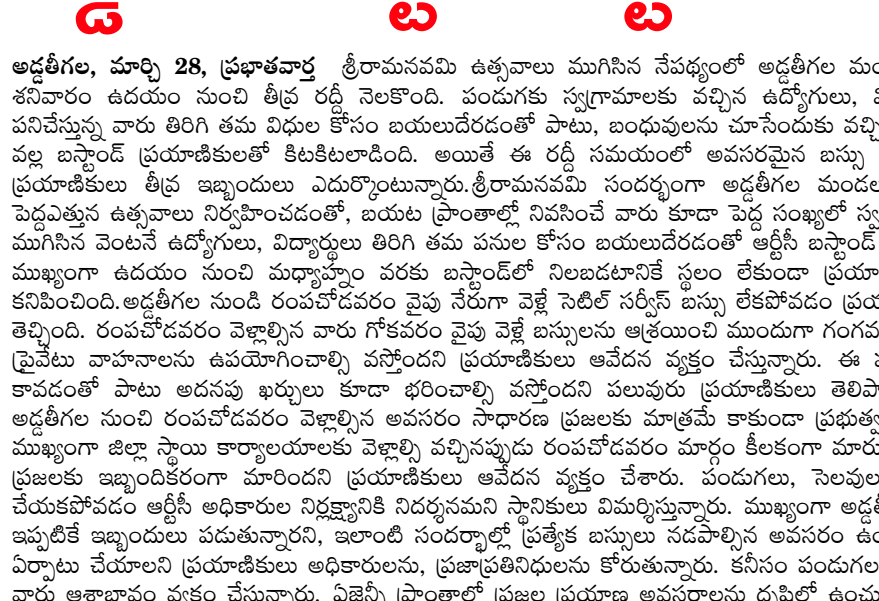 అడ్డతీగల, మార్చి 28, ప్రభాతవార్త శ్రీరామనవమి ఉత్సవాలు ముగిసిన నేపథ్యంలో అడ్డతీగల
శనివారం ఉదయం నుంచి తీవ్ర రద్దీ నెలకొంది. పండుగకు స్వగ్రామాలకు వచ్చిన ఉద్యోగులు,
పనిచేస్తున్న వారు తిరిగి తమ విధుల కోసం బయలుదేరడంతో పాటు, బంధువులను చూసేందుకు
వల్ల బస్టాండ్ ప్రయాణికులతో కిటకిటలాడింది. అయితే ఈ రద్దీ సమయంలో అవసరమైన బస్సు
ప్రయాణికులు తీవ్ర ఇబ్బందులు ఎదుర్కొంటున్నారు.శ్రీరామనవమి సందర్భంగా అడ్డతీగల
పెద్దఎత్తున ఉత్సవాలు నిర్వహించడంతో, బయట ప్రాంతాల్లో నివసించే వారు కూడా పెద్ద సంఖ్యలో
ముగిసిన వెంటనే ఉద్యోగులు, విద్యార్థులు తిరిగి తమ పనుల కోసం బయలుదేరడంతో ఆర్టీసీ బస్టాండ్
ముఖ్యంగా ఉదయం నుంచి మధ్యాహ్నం వరకు బస్టాండ్‌లో నిలబడటానికే స్థలం లేకుండా
కనిపించింది.అడ్డతీగల నుండి రంపచోడవరం వైపు నేరుగా వెళ్లే సెటిల్ సర్వీస్ బస్సు లేకపోవడం
తెచ్చింది. రంపచోడవరం వెళ్లాల్సిన వారు గోకవరం వైపు వెళ్లే బస్సులను ఆశ్రయించి ముందుగా
ప్రైవేటు వాహనాలను ఉపయోగించాల్సి వస్తోందని ప్రయాణికులు ఆవేదన వ్యక్తం చేస్తున్నారు. ఈ
కావడంతో పాటు అదనపు ఖర్చులు కూడా భరించాల్సి వస్తోందని పలువురు ప్రయాణికులు
అడ్డతీగల నుంచి రంపచోడవరం వెళ్లాల్సిన అవసరం సాధారణ ప్రజలకు మాత్రమే కాకుండా
ముఖ్యంగా జిల్లా స్థాయి కార్యాలయాలకు వెళ్లాల్సి వచ్చినప్పుడు రంపచోడవరం మార్గం కీలకంగా
ప్రజలకు ఇబ్బందికరంగా మారిందని ప్రయాణికులు ఆవేదన వ్యక్తం చేశారు. పండుగలు,
చేయకపోవడం ఆర్టీసీ అధికారుల నిర్లక్ష్యానికి నిదర్శనమని స్థానికులు విమర్శిస్తున్నారు. ముఖ్యంగా
ఇప్పటికే ఇబ్బందులు పడుతున్నారని, ఇలాంటి సందర్భాల్లో ప్రత్యేక బస్సులు నడపాల్సిన అవసరం
ఏర్పాటు చేయాలని ప్రయాణికులు అధికారులను, ప్రజాప్రతినిధులను కోరుతున్నారు. కనీసం
వారు ఆశాభావం వ్యక్తం చేస్తున్నారు. ఏజెన్సీ ప్రాంతాల్లో ప్రజల ప్రయాణ అవసరాలను దృష్టిలో